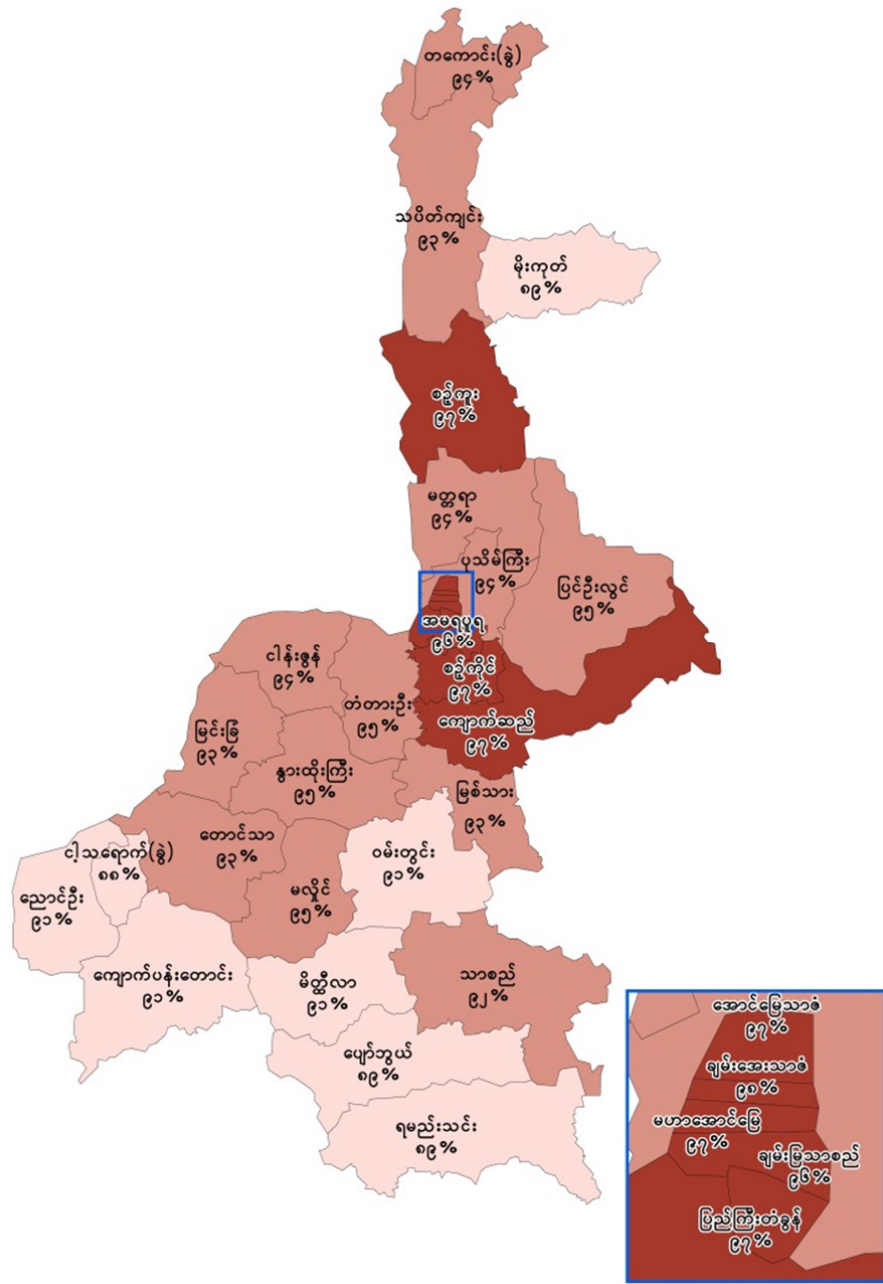 တကောင်း(ခွဲ)
၉၄%
သပိတ်ကျင်း
၉၃%
မိုးကုတ်
၈၉%
စဉ့်ကူး
၉၇%
မတ္တရာ
၉၄%
ပုသိမ်ကြီး
၉၄%
ပြင်ဦးလွင်
၉၅%
အမရပူရ
၉၆%
စဉ့်ကိုင်
၉၇%
ကျောက်ဆည်
၉၇%
ငါန်းဇွန်
၉၄%
တံတားဦး
၉၅%
မြင်းခြံ
၉၃%
နွားထိုးကြီး
၉၅%
မြစ်သား
၉၃%
တောင်သာ
၉၃%
ငါ့သရောက်(ခွဲ)
၈၈%
ဝမ်းတွင်း
၉၁%
မလှိုင်
၉၅%
ညောင်ဦး
၉၁%
ကျောက်ပန်းတောင်း
၉၁%
မိတ္ထီလာ
၉၁%
သာစည်
၉၂%
ပျော်ဘွယ်
၈၉%
ရမည်းသင်း
၈၉%
အောင်မြေသာဇံ
၉၇%
ချမ်းအေးသာဇံ
၉၈%
မဟာအောင်မြေ
၉၇%
ချမ်းမြသာစည်
၉၆%
ပြည်ကြီးတံခွန်
၉၇%